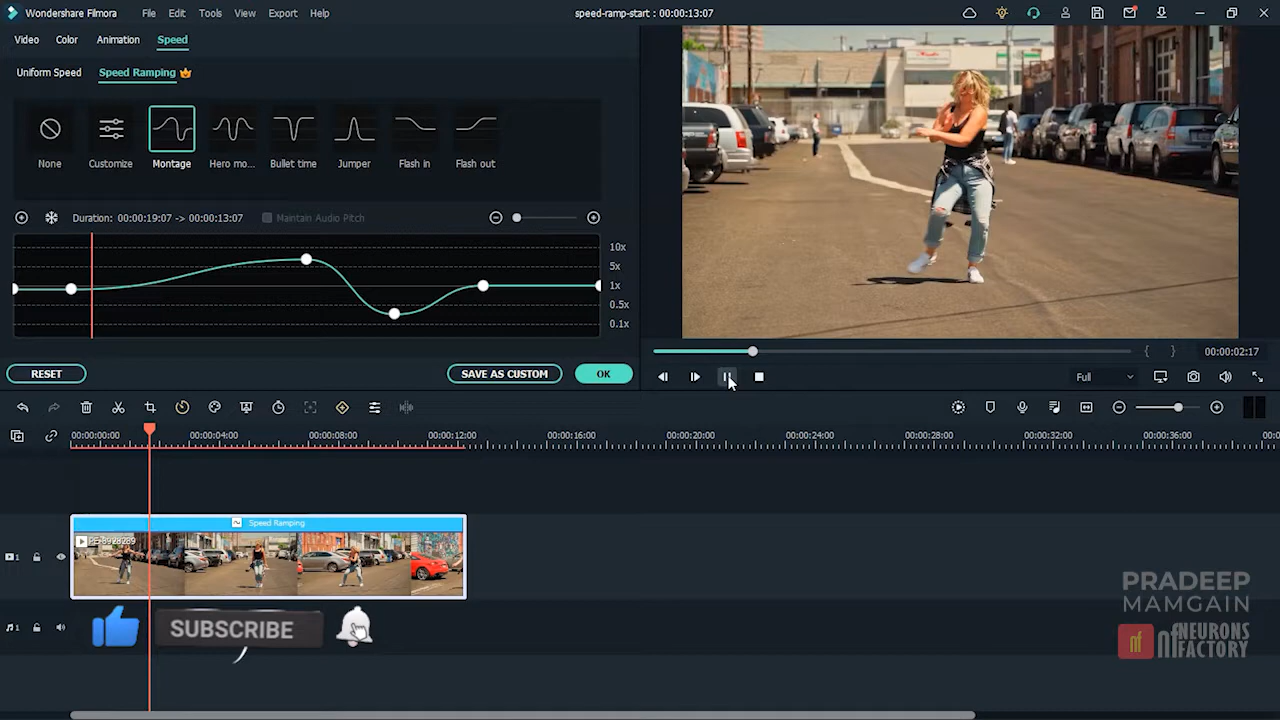 Wondershare Filmora File Edit Tools View Export Help speed-ramp-start : 00:00:13:07
Video Color Animation Speed
Uniform Speed Speed Ramping
None Customize Montage Hero mo... Bullet time Jumper Flash in Flash out
Duration: 00:00:19:07 -> 00:00:13:07 Maintain Audio Pitch
10x
5x
1x
0.5x
0.1x
00:00:02:17
RESET SAVE AS CUSTOM OK
Full
00:00:00:00 00:00:04:00 00:00:08:00 00:00:12:00 00:00:16:00 00:00:20:00 00:00:24:00 00:00:28:00 00:00:32:00 00:00:36:00
Speed Ramping
1
1
SUBSCRIBE
PRADEEP
MAMGAIN
nf NEURONS
FACTORY